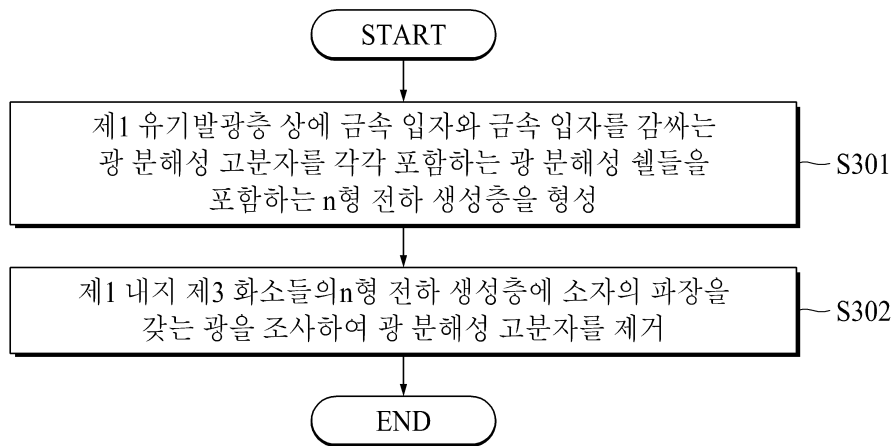 START
제1 유기발광층 상에 금속 입자와 금속 입자를 감싸는
광 분해성 고분자를 각각 포함하는 광 분해성 쉘들을
포함하는 n형 전하 생성층을 형성
S301
제1 내지 제3 화소들의n형 전하 생성층에 소자의 파장을
갖는 광을 조사하여 광 분해성 고분자를 제거
S302
END